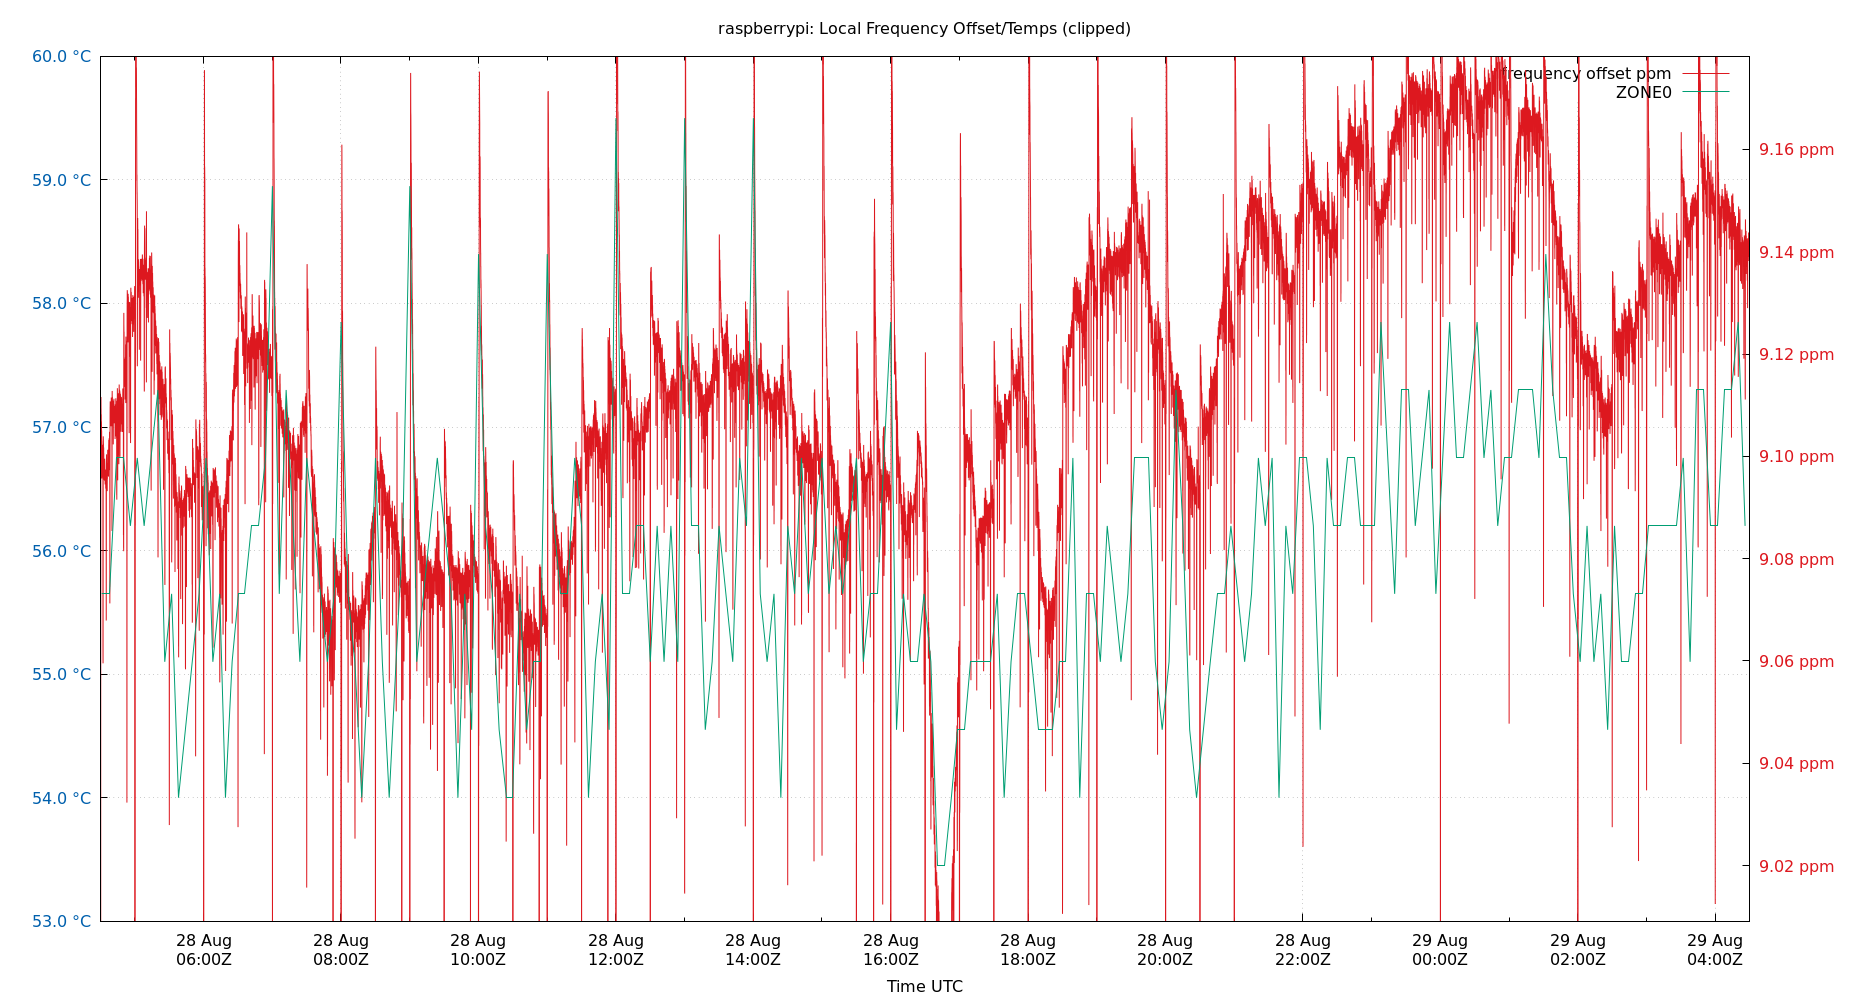 raspberrypi: Local Frequency Offset/Temps (clipped)
60.0 °C
59.0 °C
58.0 °C
57.0 °C
56.0 °C
55.0 °C
54.0 °C
53.0 °C
frequency offset ppm
ZONE0
9.16 ppm
9.14 ppm
9.12 ppm
9.10 ppm
9.08 ppm
9.06 ppm
9.04 ppm
9.02 ppm
28 Aug 28 Aug 28 Aug 28 Aug 28 Aug 28 Aug 28 Aug 28 Aug 28 Aug 29 Aug 29 Aug 29 Aug
06:00Z 08:00Z 10:00Z 12:00Z 14:00Z 16:00Z 18:00Z 20:00Z 22:00Z 00:00Z 02:00Z 04:00Z
Time UTC